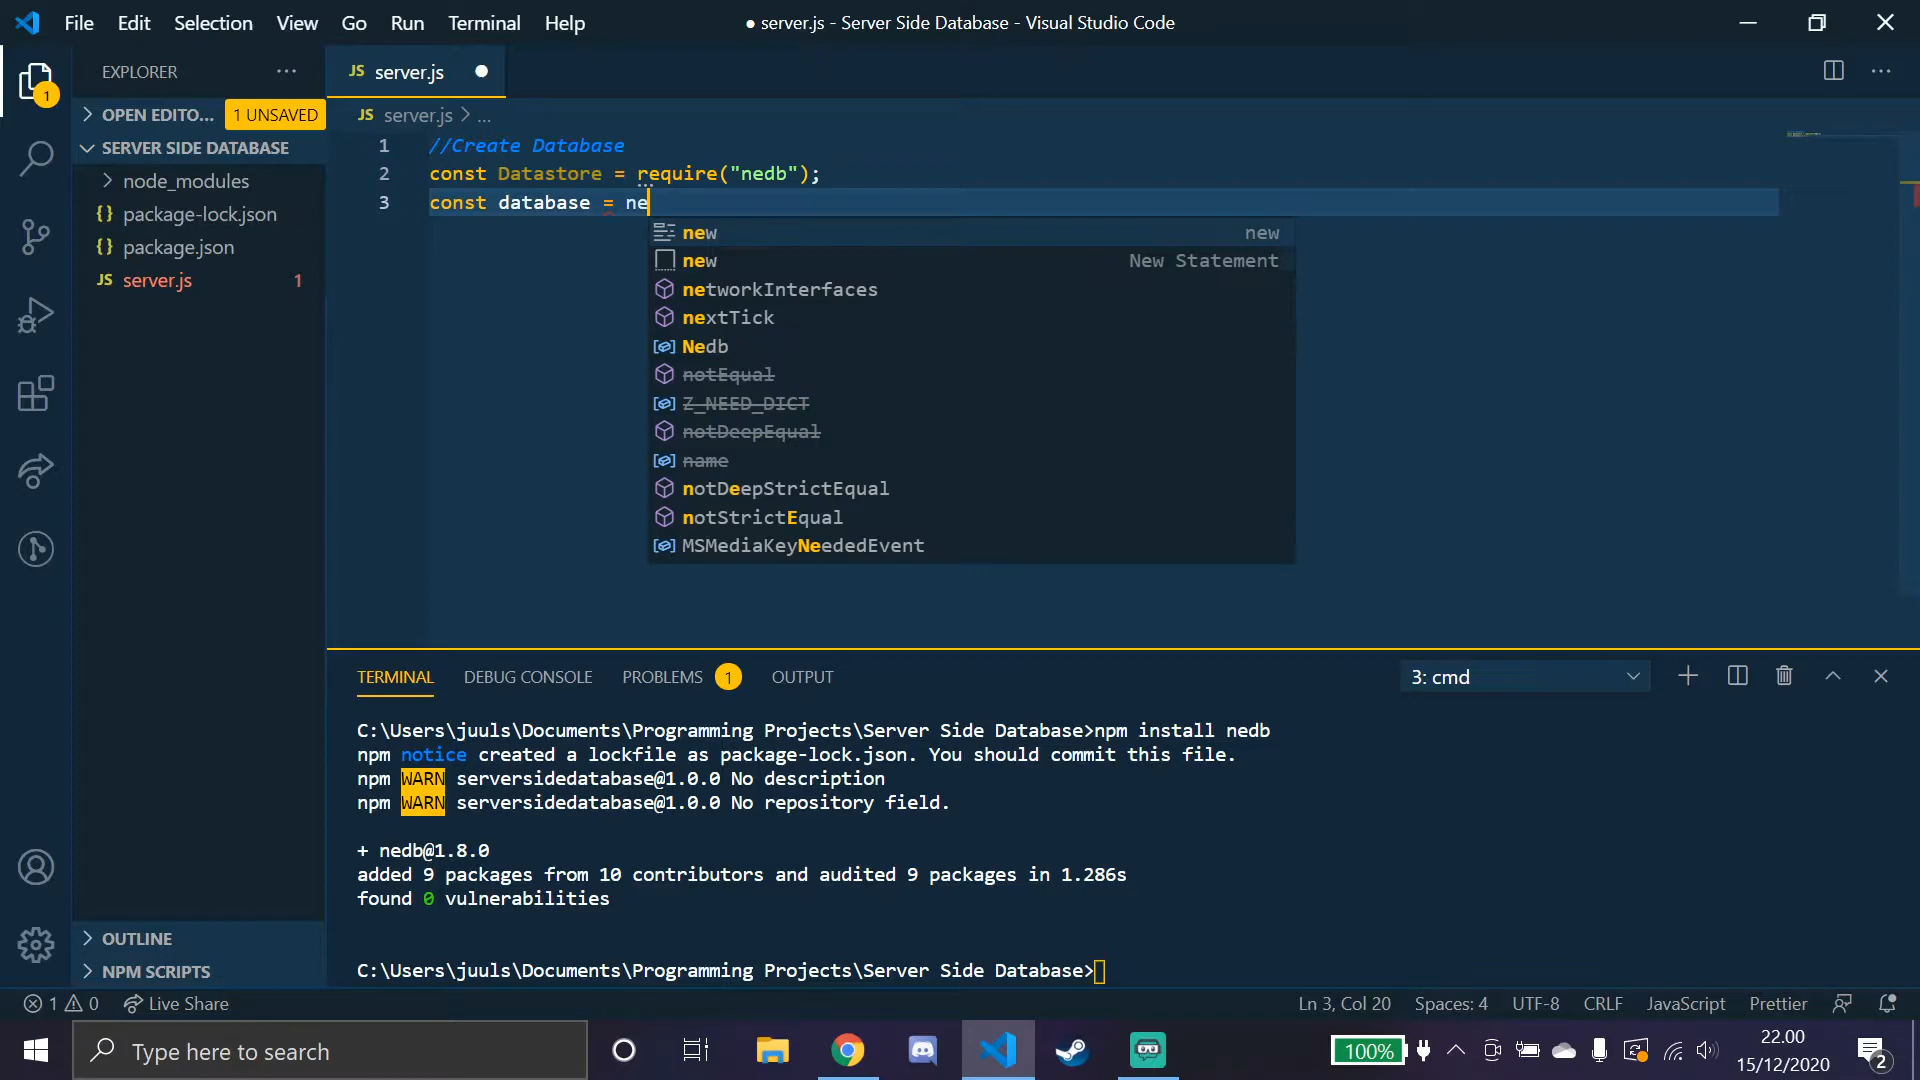 File Edit Selection View Go Run Terminal Help
● server.js - Server Side Database - Visual Studio Code
EXPLORER ...
JS server.js
1
OPEN EDITO... 1 UNSAVED
JS server.js > ...
SERVER SIDE DATABASE
node_modules
{} package-lock.json
{} package.json
JS server.js 1
1 //Create Database
2 const Datastore = require("nedb");
3 const database = ne
new new
new New Statement
networkInterfaces
nextTick
Nedb
notEqual
Z_NEED_DICT
notDeepEqual
name
notDeepStrictEqual
notStrictEqual
MSMediaKeyNeededEvent
TERMINAL DEBUG CONSOLE PROBLEMS 1 OUTPUT
3: cmd
C:\Users\juuls\Documents\Programming Projects\Server Side Database>npm install nedb
npm notice created a lockfile as package-lock.json. You should commit this file.
npm WARN serversidedatabase@1.0.0 No description
npm WARN serversidedatabase@1.0.0 No repository field.
+ nedb@1.8.0
added 9 packages from 10 contributors and audited 9 packages in 1.286s
found 0 vulnerabilities
C:\Users\juuls\Documents\Programming Projects\Server Side Database>
OUTLINE
NPM SCRIPTS
1 0 Live Share
Ln 3, Col 20 Spaces: 4 UTF-8 CRLF JavaScript Prettier
Type here to search
100%
22.00
15/12/2020
2